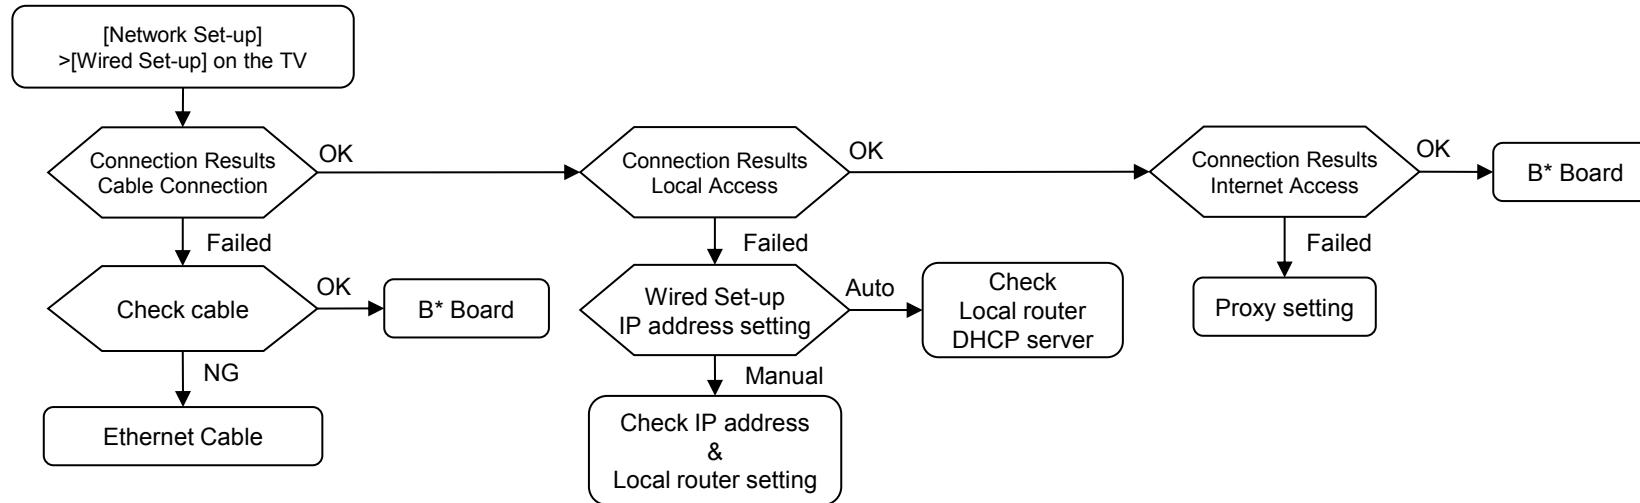 [Network Set-up]
>[Wired Set-up] on the TV
Connection Results
Cable Connection
OK
Connection Results
Local Access
OK
Connection Results
Internet Access
OK
B* Board
Failed
Failed
Failed
Check cable
OK
B* Board
Wired Set-up
IP address setting
Auto
Check
Local router
DHCP server
Proxy setting
NG
Manual
Ethernet Cable
Check IP address
&
Local router setting